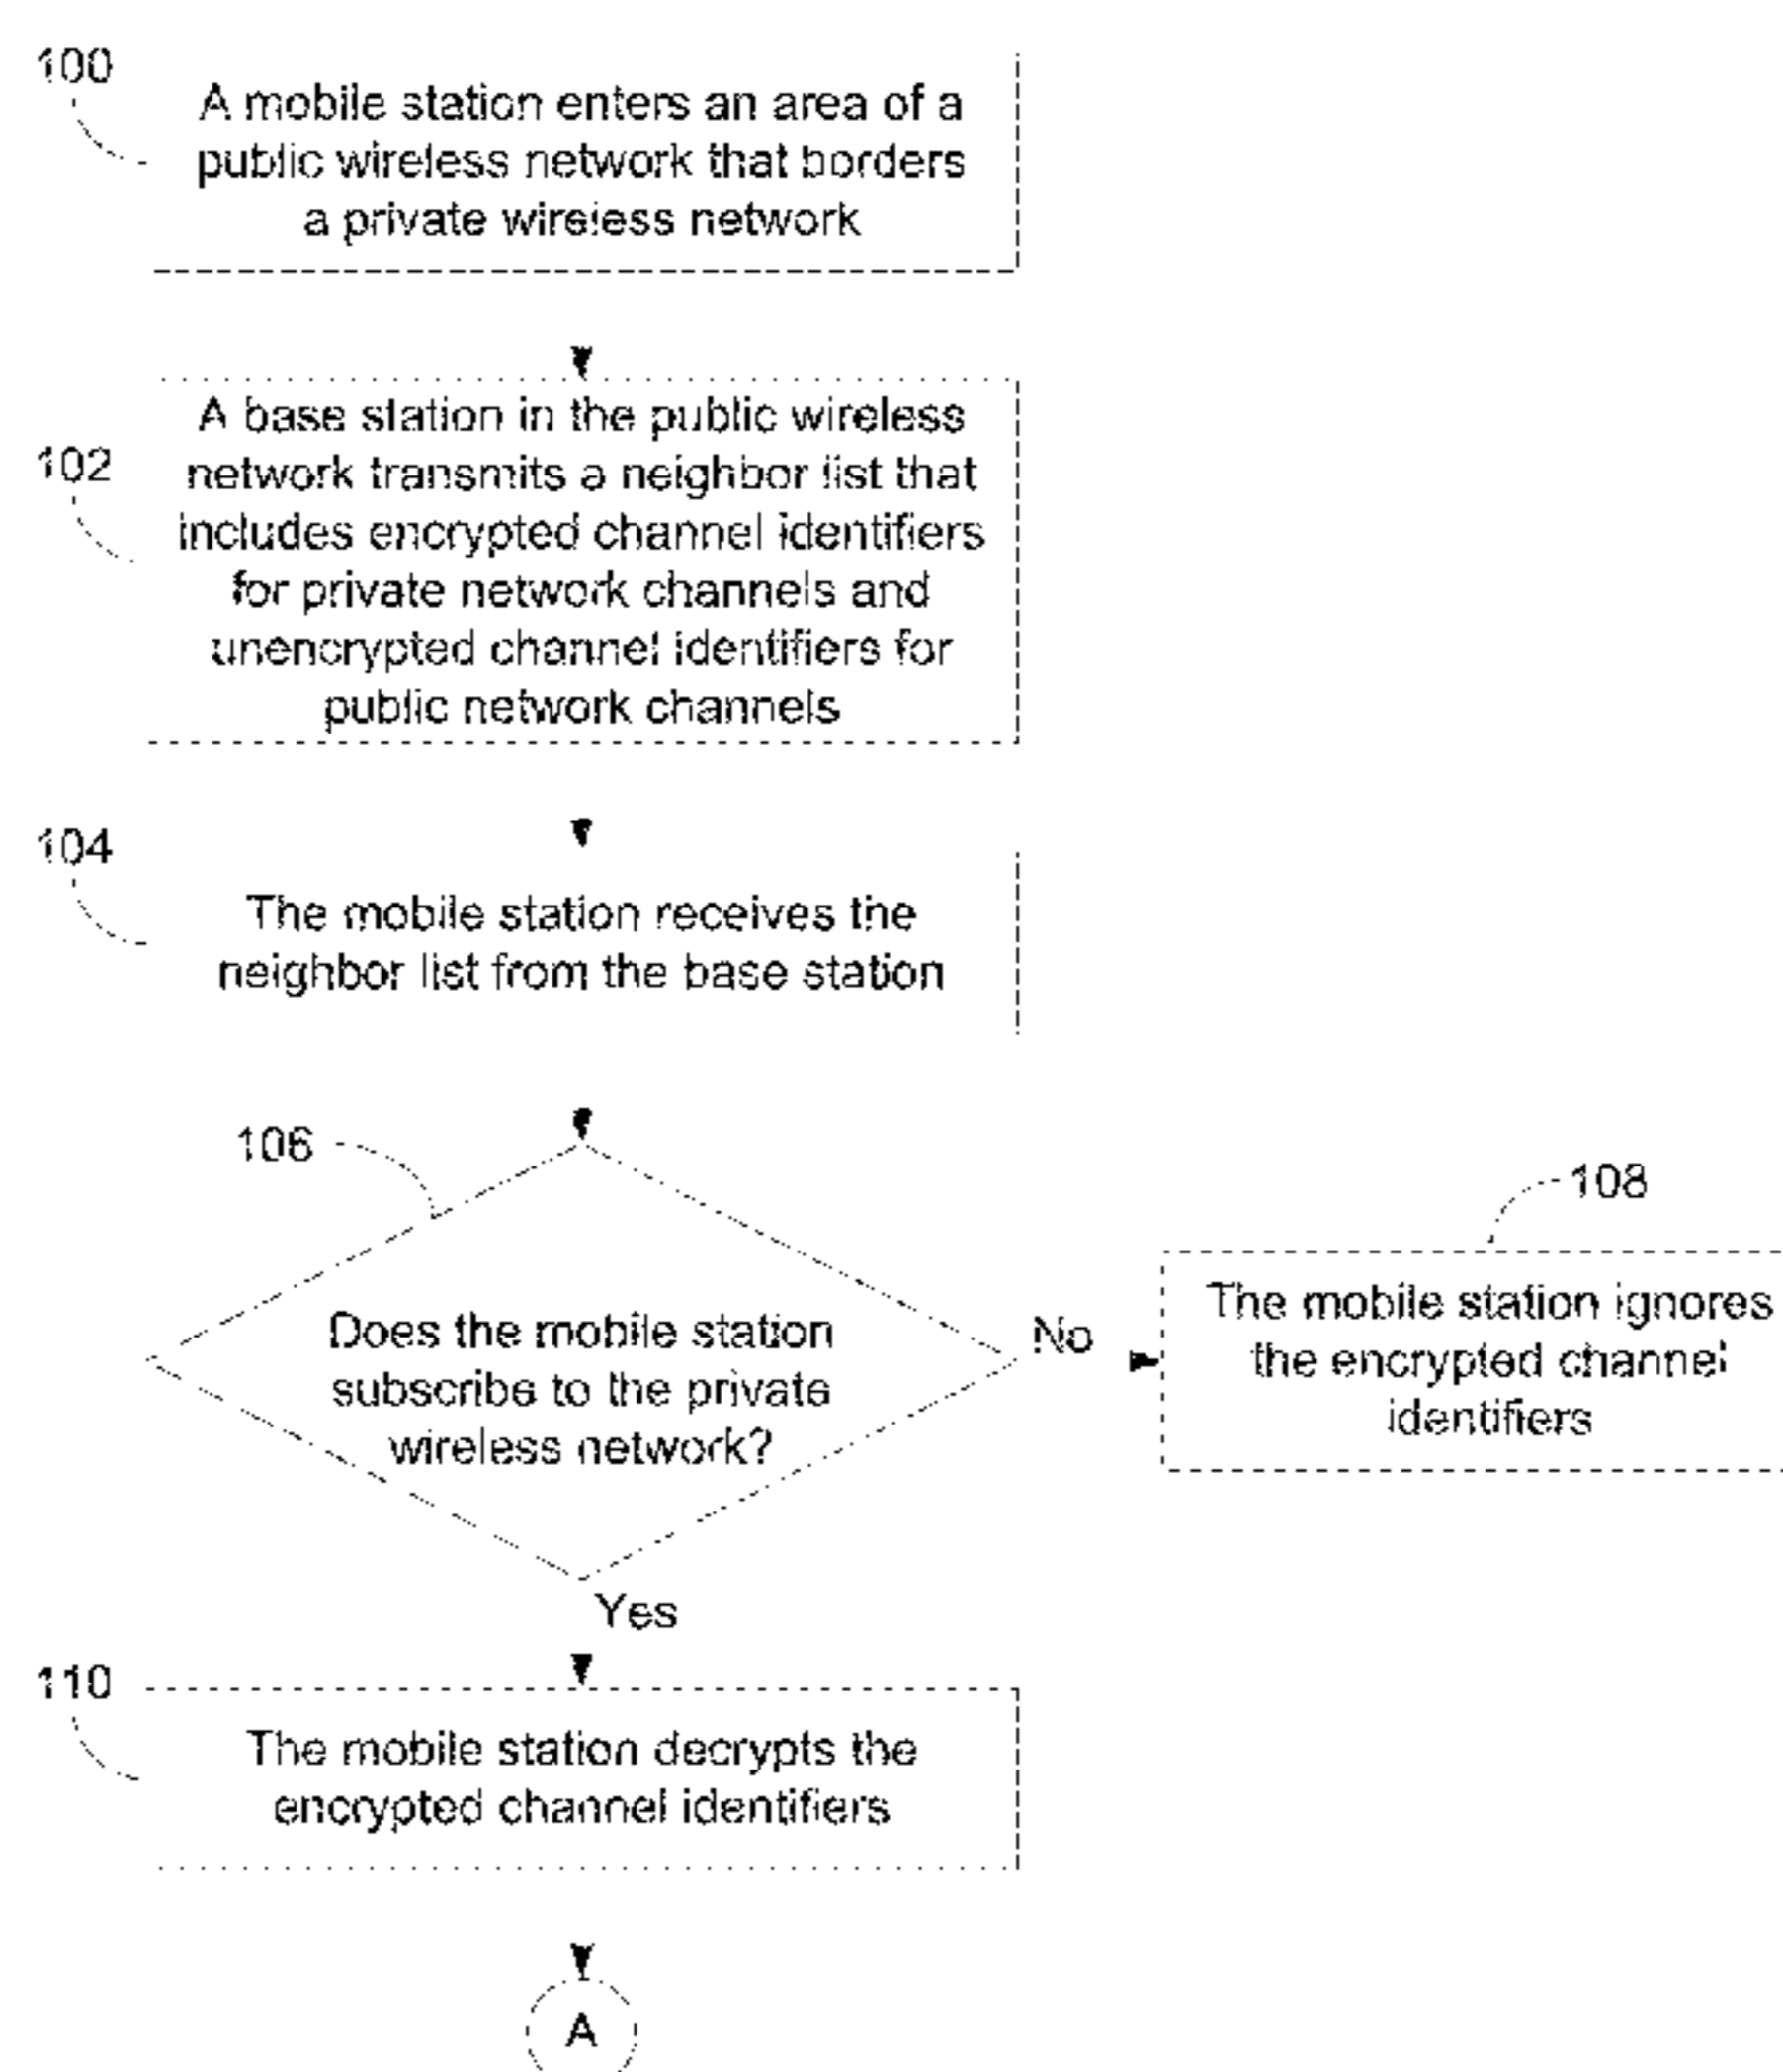 100
A mobile station enters an area of a
public wireless network that borders
a private wireless network
102
A base station in the public wireless
network transmits a neighbor list that
includes encrypted channel identifiers
for private network channels and
unencrypted channel identifiers for
public network channels
104
The mobile station receives the
neighbor list from the base station
106
Does the mobile station
subscribe to the private
wireless network?
No
108
The mobile station ignores
the encrypted channel
identifiers
Yes
110
The mobile station decrypts the
encrypted channel identifiers
A